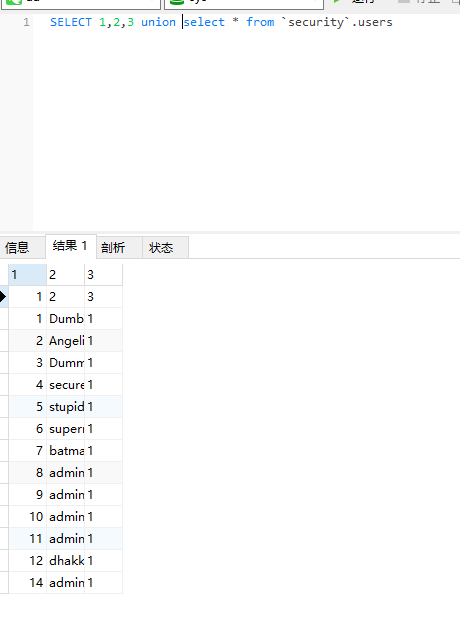 1 SELECT 1,2,3 union select * from `security`.users
信息 结果 1 剖析 状态
1 2 3
1 2 3
1 Dumb 1
2 Angeli 1
3 Dumm 1
4 secure 1
5 stupid 1
6 superı 1
7 batma 1
8 admin 1
9 admin 1
10 admin 1
11 admin 1
12 dhakk 1
14 admin 1